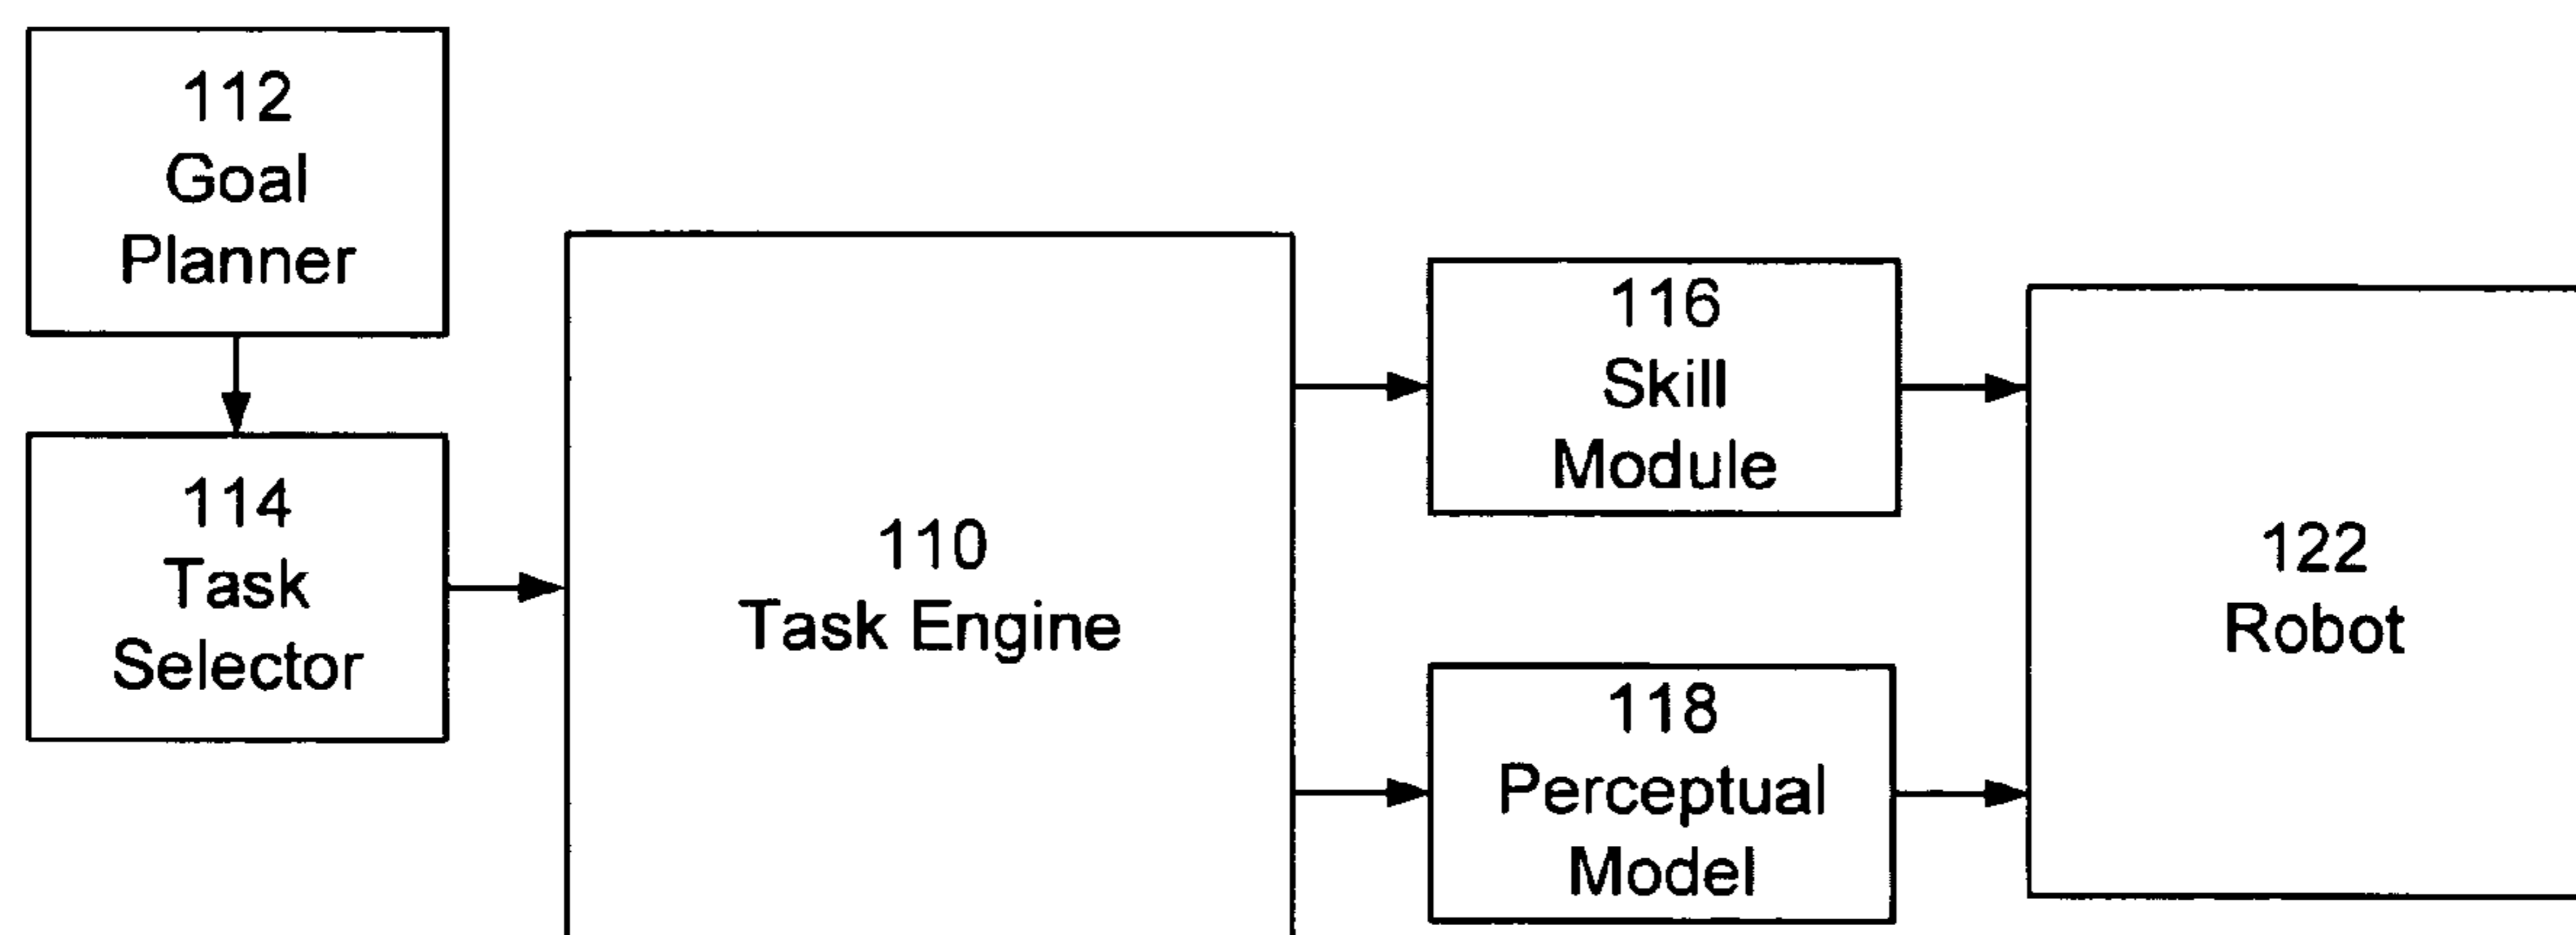 112
Goal
Planner
114
Task
Selector
110
Task Engine
116
Skill
Module
118
Perceptual
Model
122
Robot